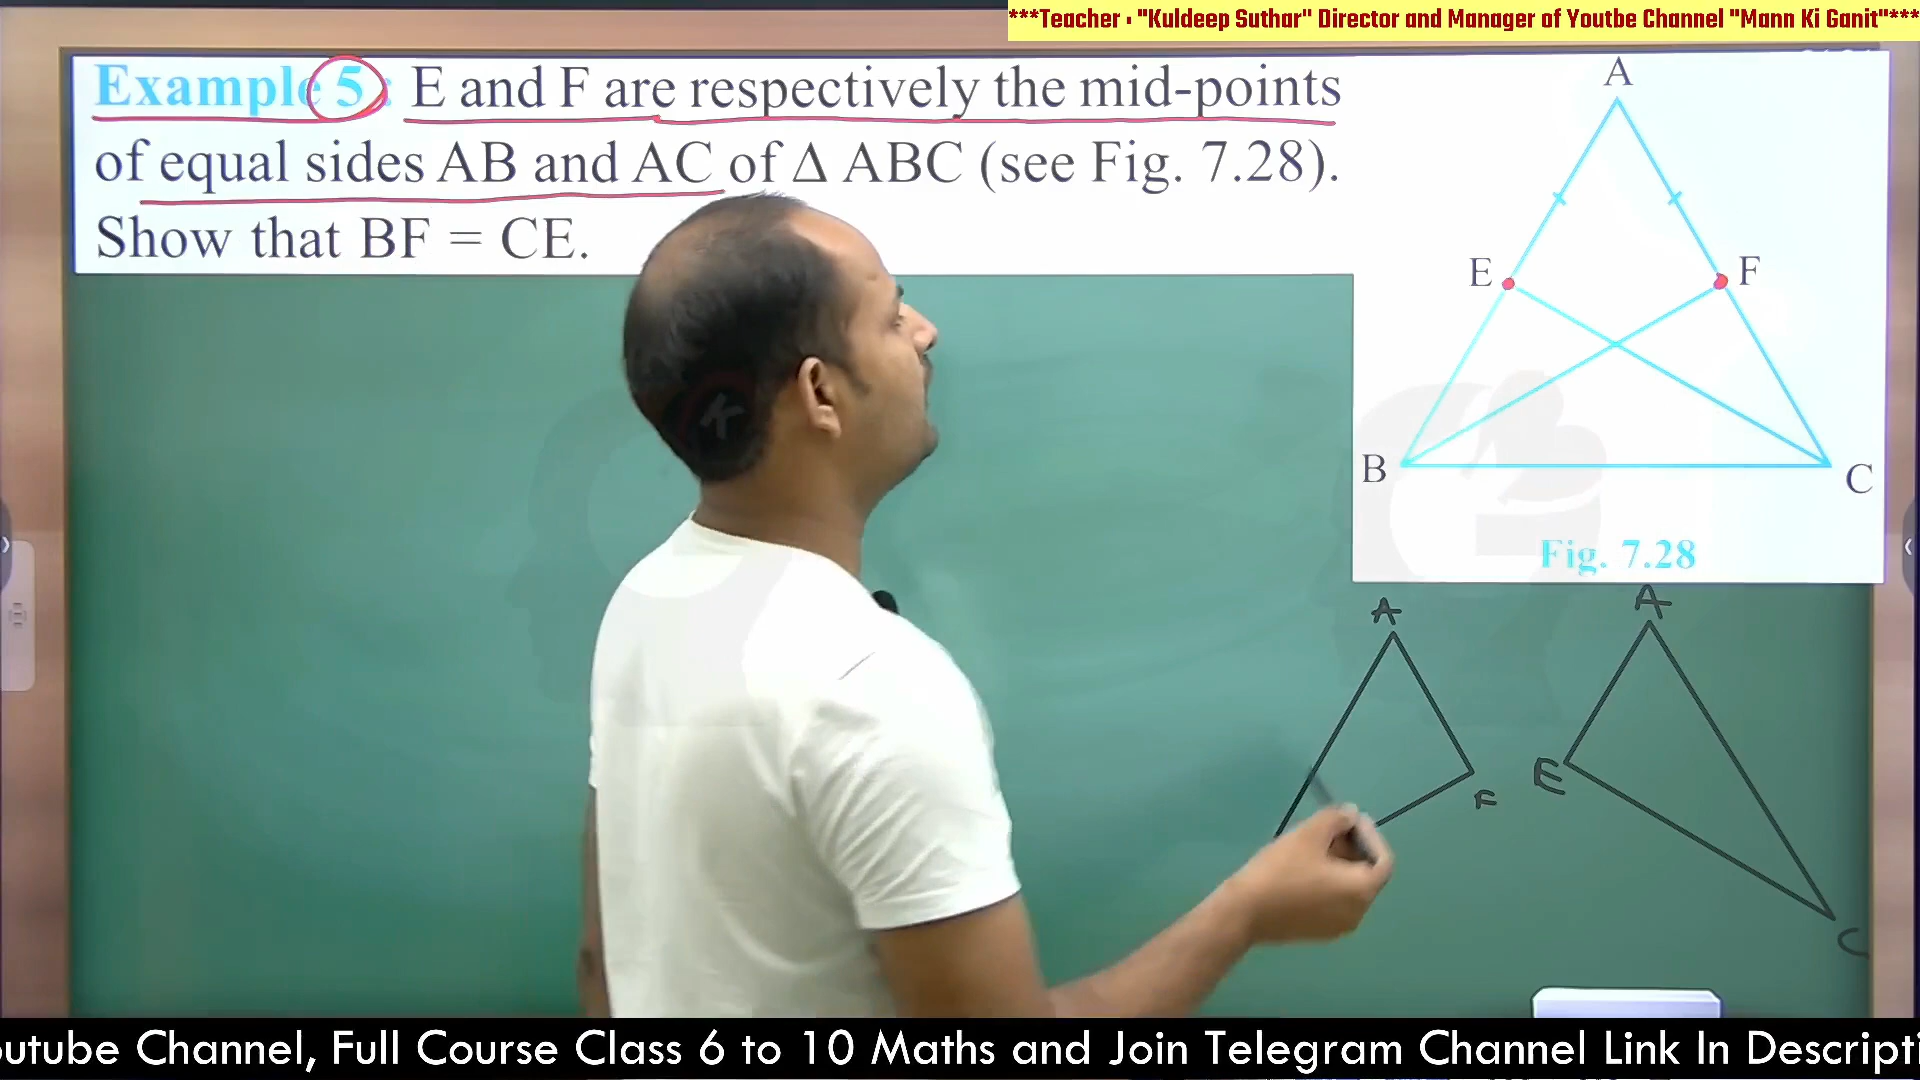 ***Teacher : "Kuldeep Suthar" Director and Manager of Youtbe Channel "Mann Ki Ganit"***
Example 5 : E and F are respectively the mid-points
of equal sides AB and AC of Δ ABC (see Fig. 7.28).
Show that BF = CE.
A
E
F
B
C
Fig. 7.28
A
F
A
E
C
outube Channel, Full Course Class 6 to 10 Maths and Join Telegram Channel Link In Descripti